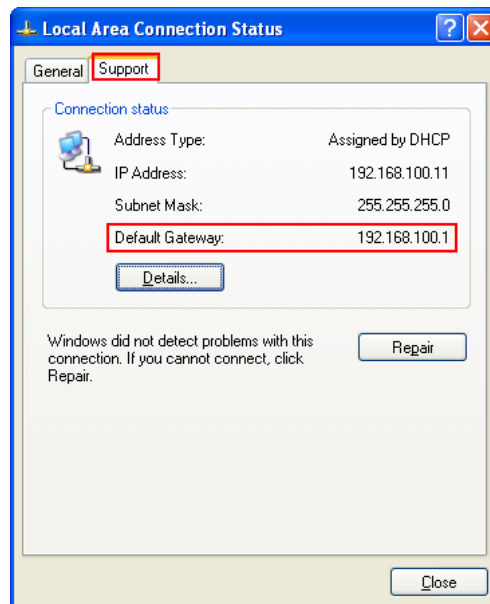 Local Area Connection Status
General Support
Connection status
Address Type: Assigned by DHCP
IP Address: 192.168.100.11
Subnet Mask: 255.255.255.0
Default Gateway: 192.168.100.1
Details...
Windows did not detect problems with this
connection. If you cannot connect, click
Repair.
Repair
Close